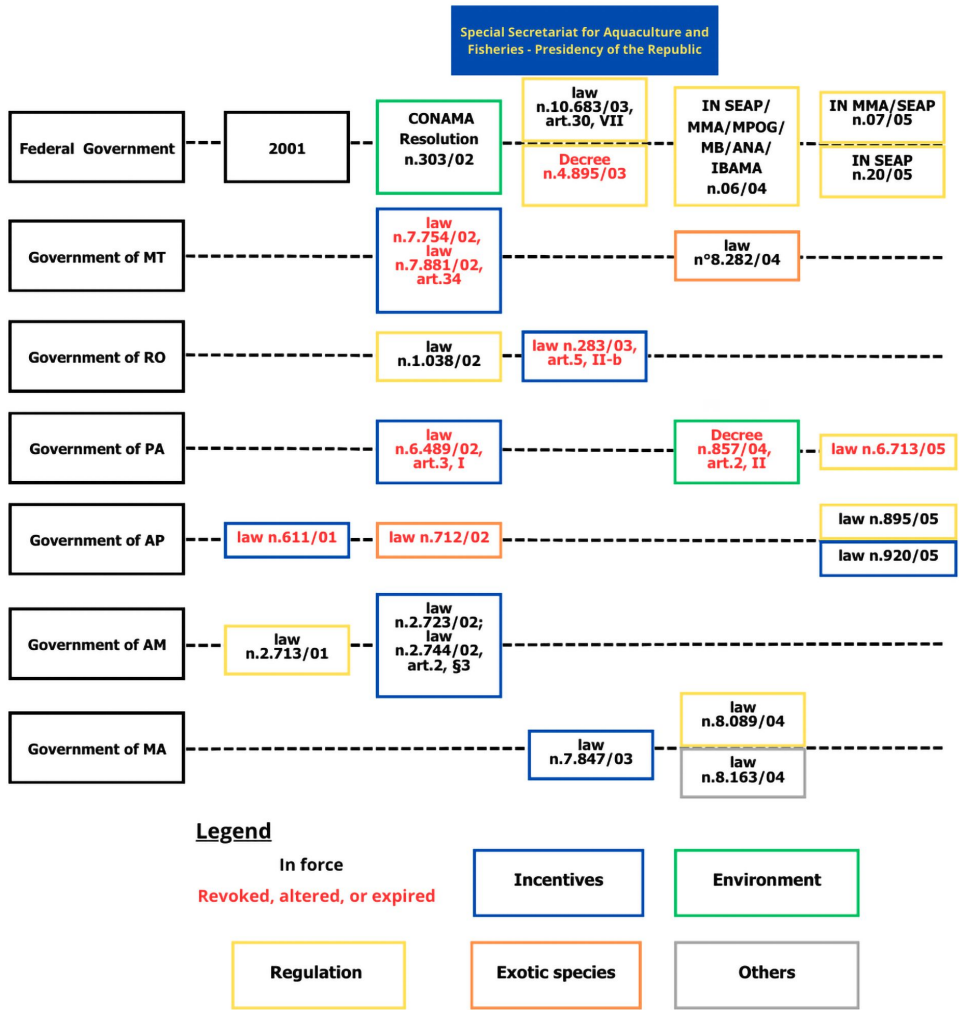 Special Secretariat for Aquaculture and
Fisheries - Presidency of the Republic
Federal Government
2001
CONAMA
Resolution
n.303/02
law
n.10.683/03,
art.30, VII
Decree
n.4.895/03
IN SEAP/
MMA/MPOG/
MB/ANA/
IBAMA
n.06/04
IN MMA/SEAP
n.07/05
IN SEAP
n.20/05
Government of MT
law
n.7.754/02,
law
n.7.881/02,
art.34
law
n°8.282/04
Government of RO
law
n.1.038/02
law n.283/03,
art.5, II-b
Government of PA
law
n.6.489/02,
art.3, I
Decree
n.857/04,
art.2, II
law n.6.713/05
Government of AP
law n.611/01
law n.712/02
law n.895/05
law n.920/05
Government of AM
law
n.2.713/01
law
n.2.723/02;
law
n.2.744/02,
art.2, §3
Government of MA
law
n.7.847/03
law
n.8.089/04
law
n.8.163/04
Legend
In force
Revoked, altered, or expired
Incentives
Environment
Regulation
Exotic species
Others